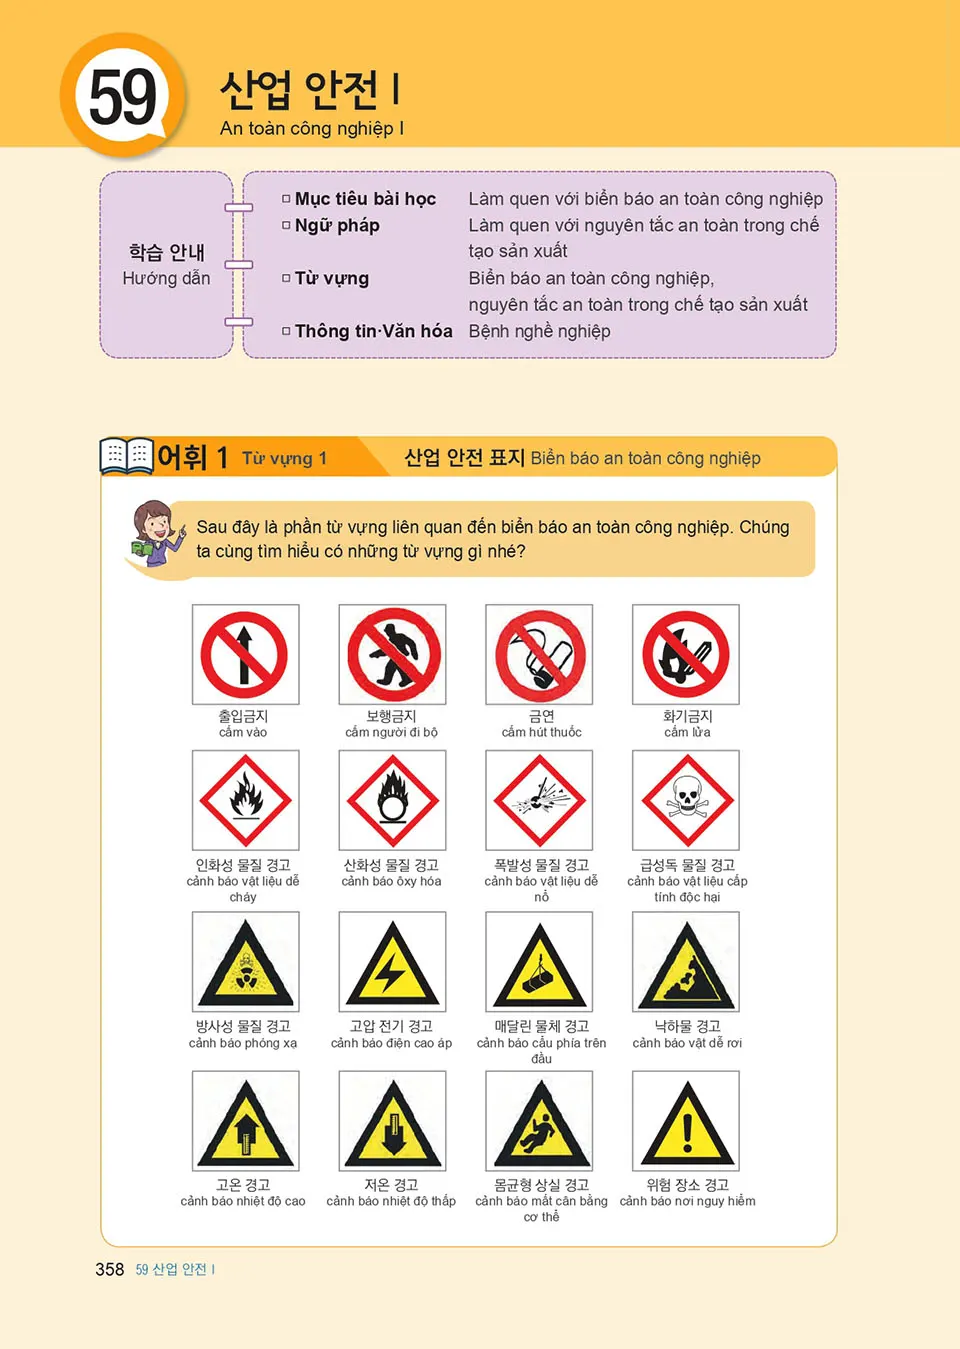 59
산업 안전 I
An toàn công nghiệp I
학습 안내
Hướng dẫn
□ Mục tiêu bài học Làm quen với biển báo an toàn công nghiệp
□ Ngữ pháp Làm quen với nguyên tắc an toàn trong chế
tạo sản xuất
□ Từ vựng Biển báo an toàn công nghiệp,
nguyên tắc an toàn trong chế tạo sản xuất
□ Thông tin·Văn hóa Bệnh nghề nghiệp
어휘 1 Từ vựng 1 산업 안전 표지 Biển báo an toàn công nghiệp
Sau đây là phần từ vựng liên quan đến biển báo an toàn công nghiệp. Chúng
ta cùng tìm hiểu có những từ vựng gì nhé?
출입금지 보행금지 금연 화기금지
cấm vào cấm người đi bộ cấm hút thuốc cấm lửa
인화성 물질 경고 산화성 물질 경고 폭발성 물질 경고 급성독 물질 경고
cảnh báo vật liệu dễ cảnh báo ôxy hóa cảnh báo vật liệu dễ cảnh báo vật liệu cấp
cháy nổ tính độc hại
방사성 물질 경고 고압 전기 경고 매달린 물체 경고 낙하물 경고
cảnh báo phóng xạ cảnh báo điện cao áp cảnh báo cẩu phía trên cảnh báo vật dễ rơi
đầu
고온 경고 저온 경고 몸균형 상실 경고 위험 장소 경고
cảnh báo nhiệt độ cao cảnh báo nhiệt độ thấp cảnh báo mất cân bằng cảnh báo nơi nguy hiểm
cơ thể
358 59 산업 안전 I